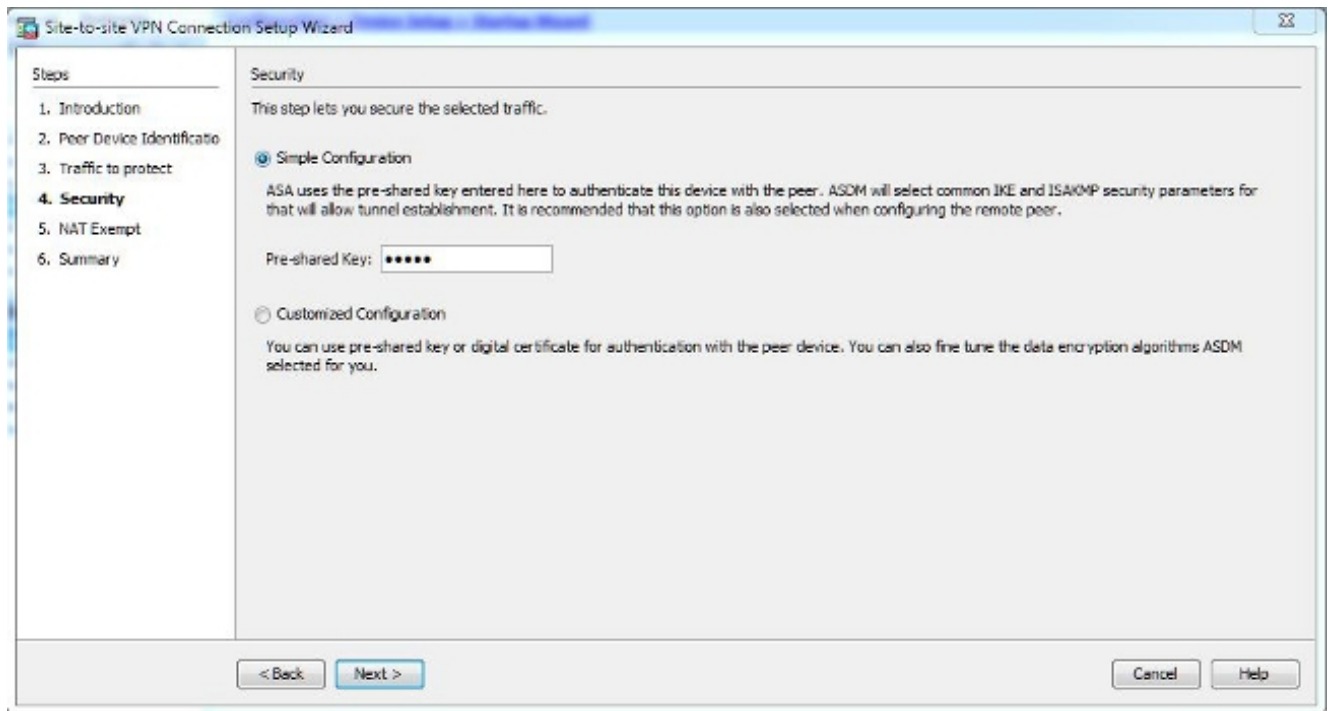 Site-to-site VPN Connection Setup Wizard
Steps
1. Introduction
2. Peer Device Identificatio
3. Traffic to protect
4. Security
5. NAT Exempt
6. Summary
Security
This step lets you secure the selected traffic.
Simple Configuration
ASA uses the pre-shared key entered here to authenticate this device with the peer. ASDM will select common IKE and ISAKMP security parameters for
that will allow tunnel establishment. It is recommended that this option is also selected when configuring the remote peer.
Pre-shared Key: •••••
Customized Configuration
You can use pre-shared key or digital certificate for authentication with the peer device. You can also fine tune the data encryption algorithms ASDM
selected for you.
< Back
Next >
Cancel
Help